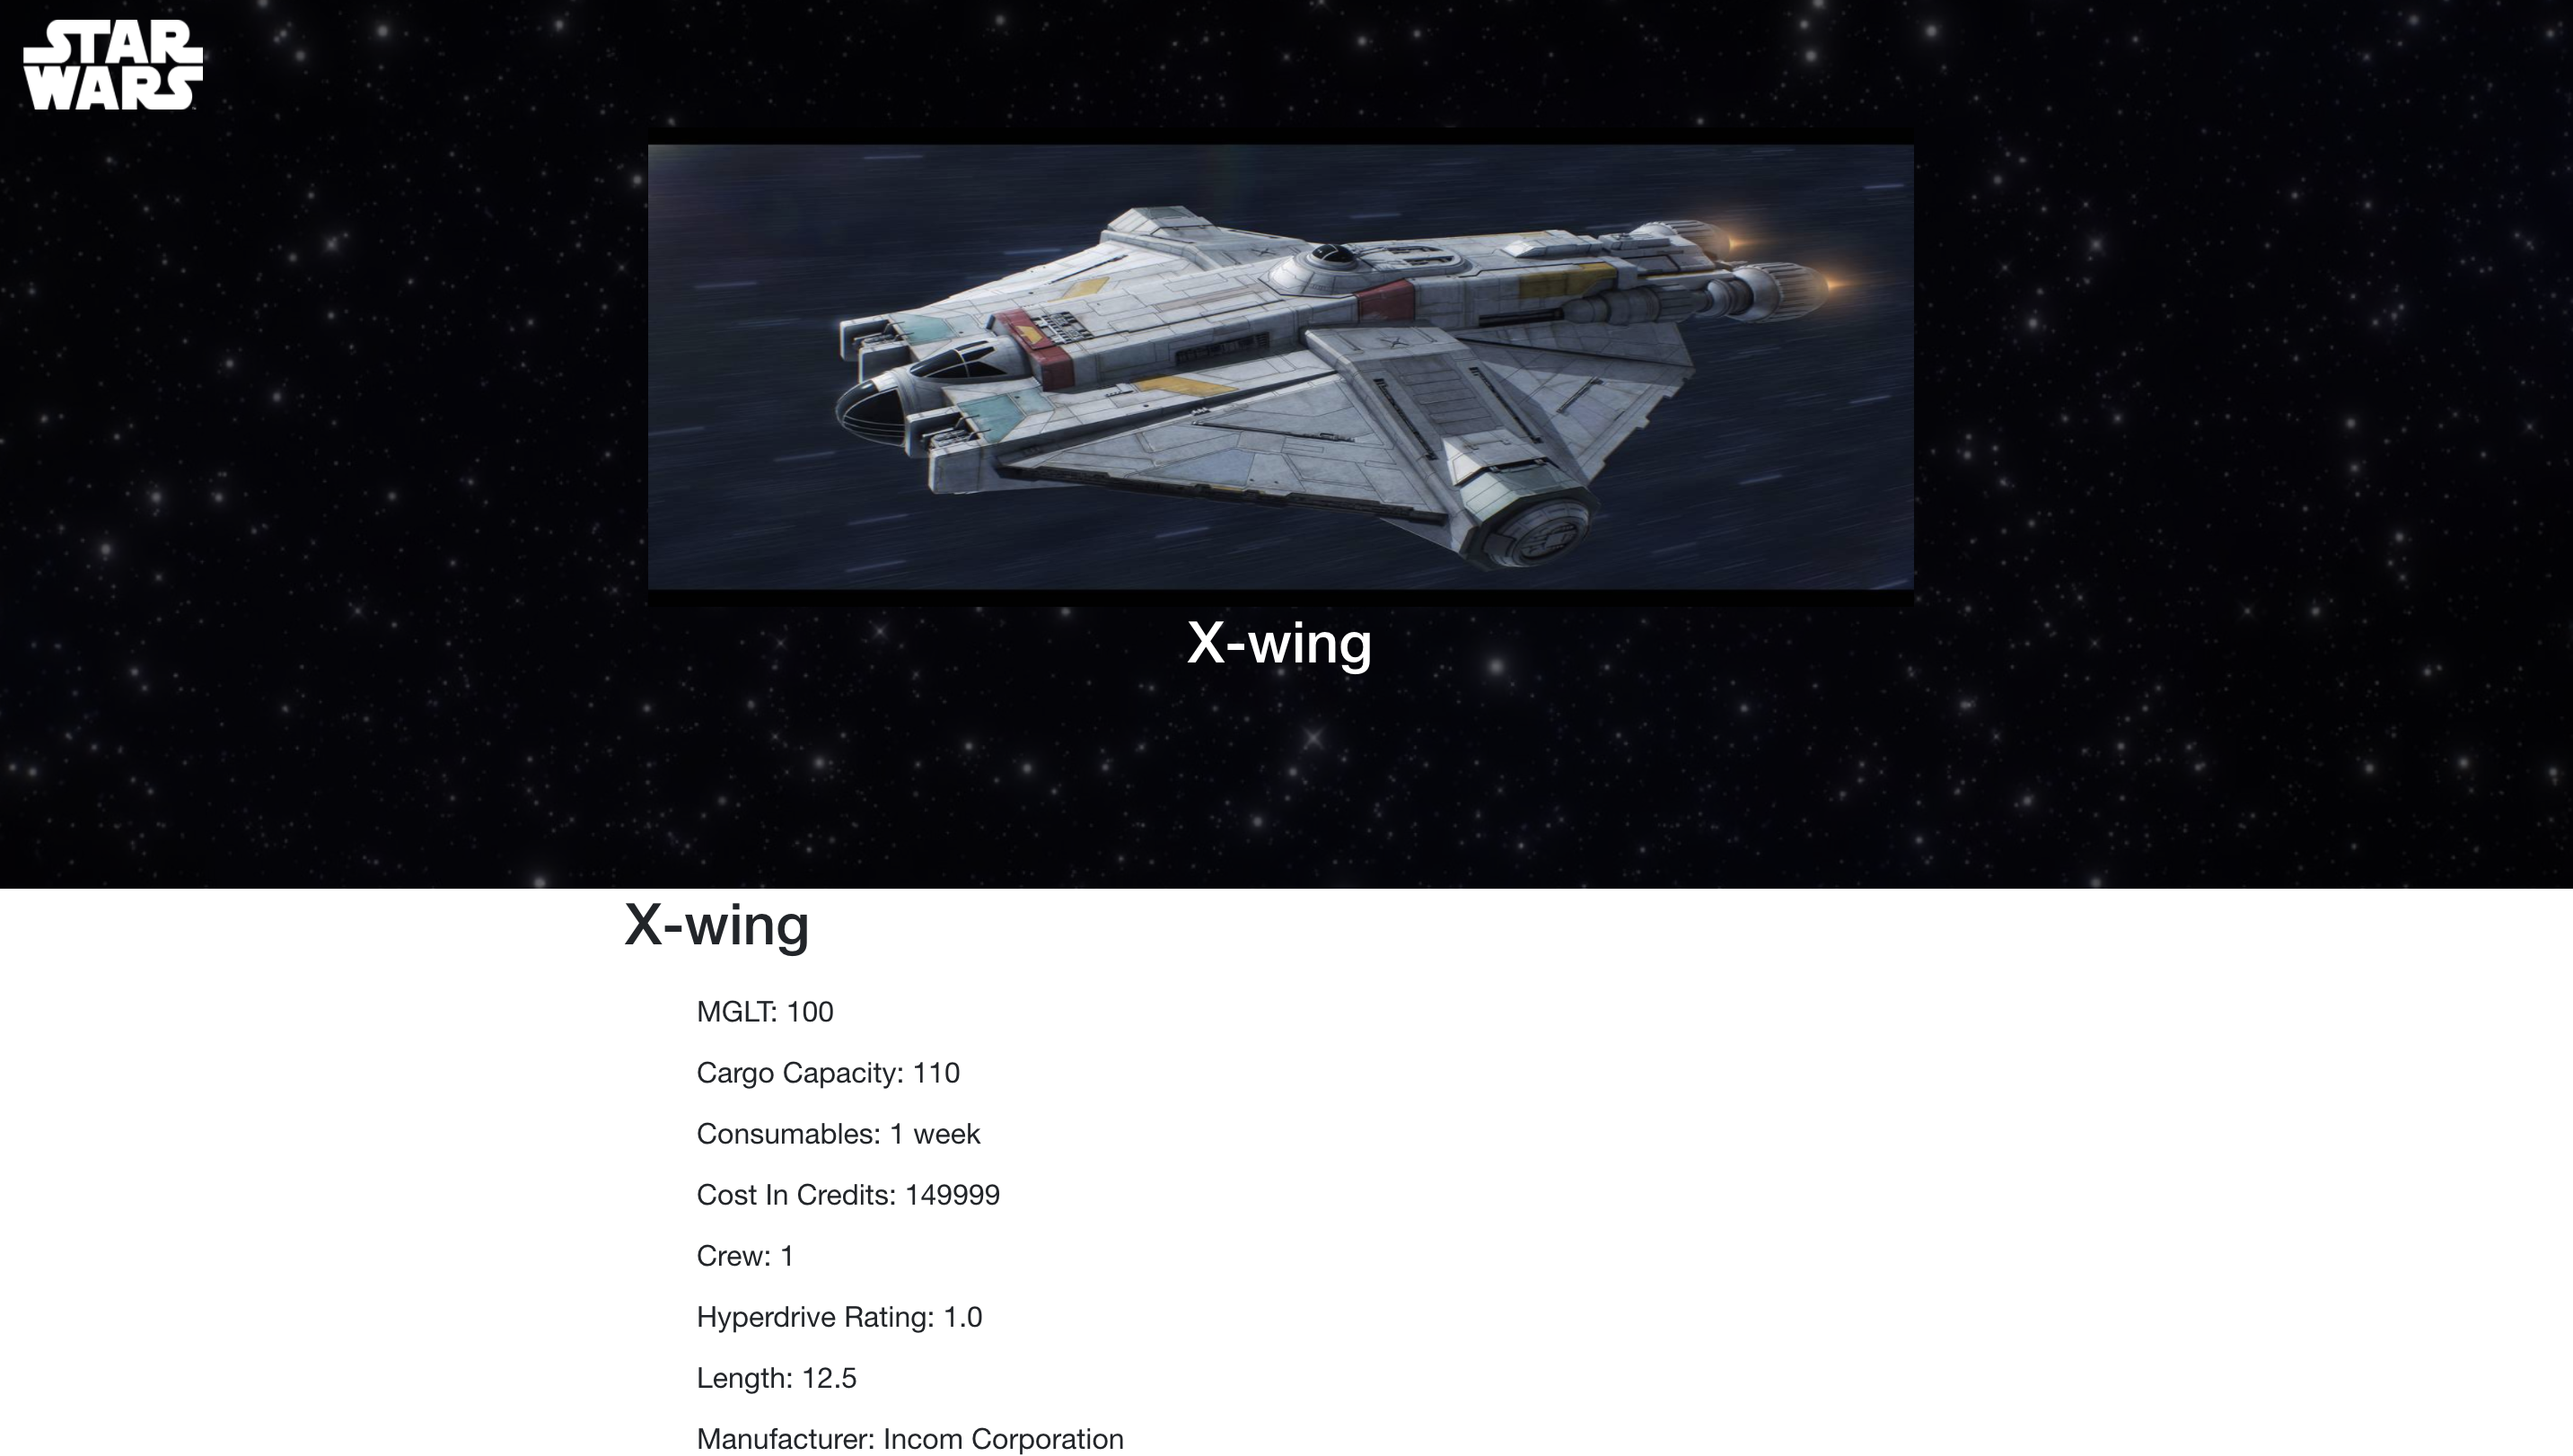 STAR
WARS
X-wing
X-wing
MGLT: 100
Cargo Capacity: 110
Consumables: 1 week
Cost In Credits: 149999
Crew: 1
Hyperdrive Rating: 1.0
Length: 12.5
Manufacturer: Incom Corporation